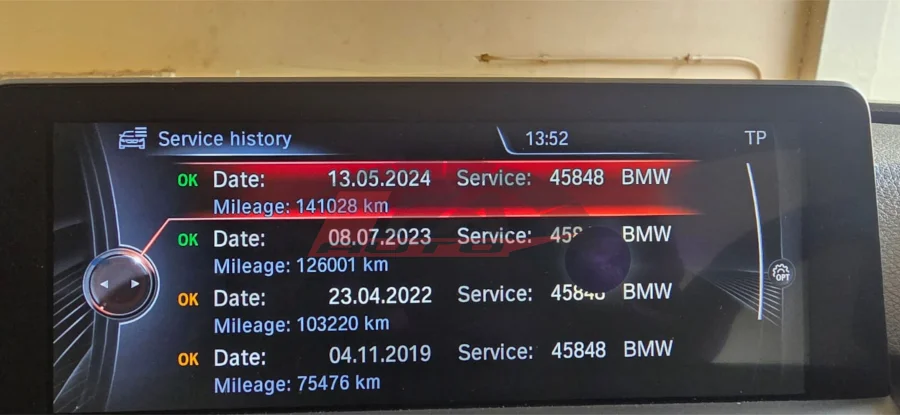 Service history 13:52 TP
OK Date: 13.05.2024 Service: 45848 BMW
Mileage: 141028 km
OK Date: 08.07.2023 Service: BMW
Mileage: 126001 km
OK Date: 23.04.2022 Service: 45848 BMW
Mileage: 103220 km
OPT
OK Date: 04.11.2019 Service: 45848 BMW
Mileage: 75476 km